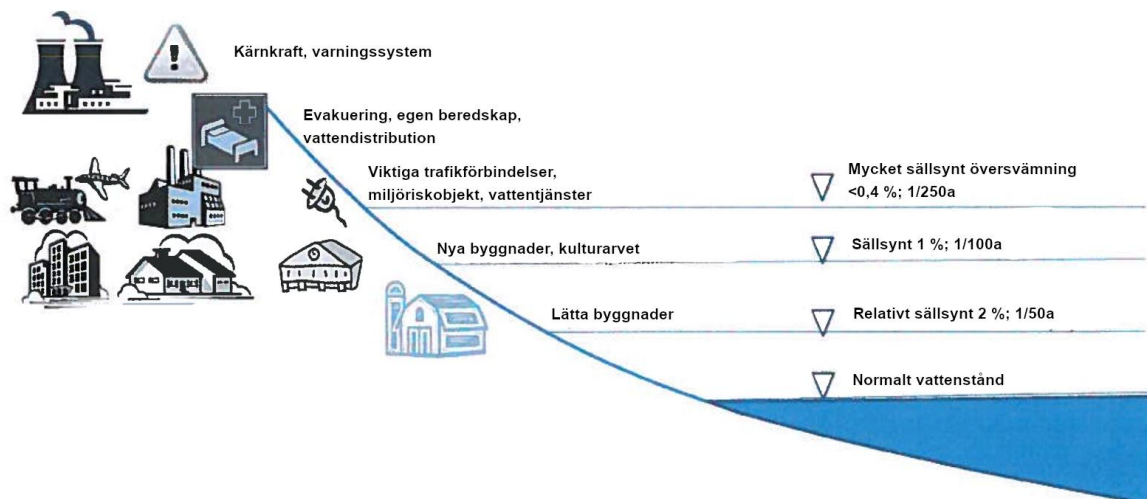 Kärnkraft, varningssystem
Evakuering, egen beredskap,
vattendistribution
Viktiga trafikförbindelser,
miljöriskobjekt, vattentjänster
Mycket sällsynt översvämning
<0,4 %; 1/250a
Nya byggnader, kulturarvet
Sällsynt 1 %; 1/100a
Lätta byggnader
Relativt sällsynt 2 %; 1/50a
Normalt vattenstånd